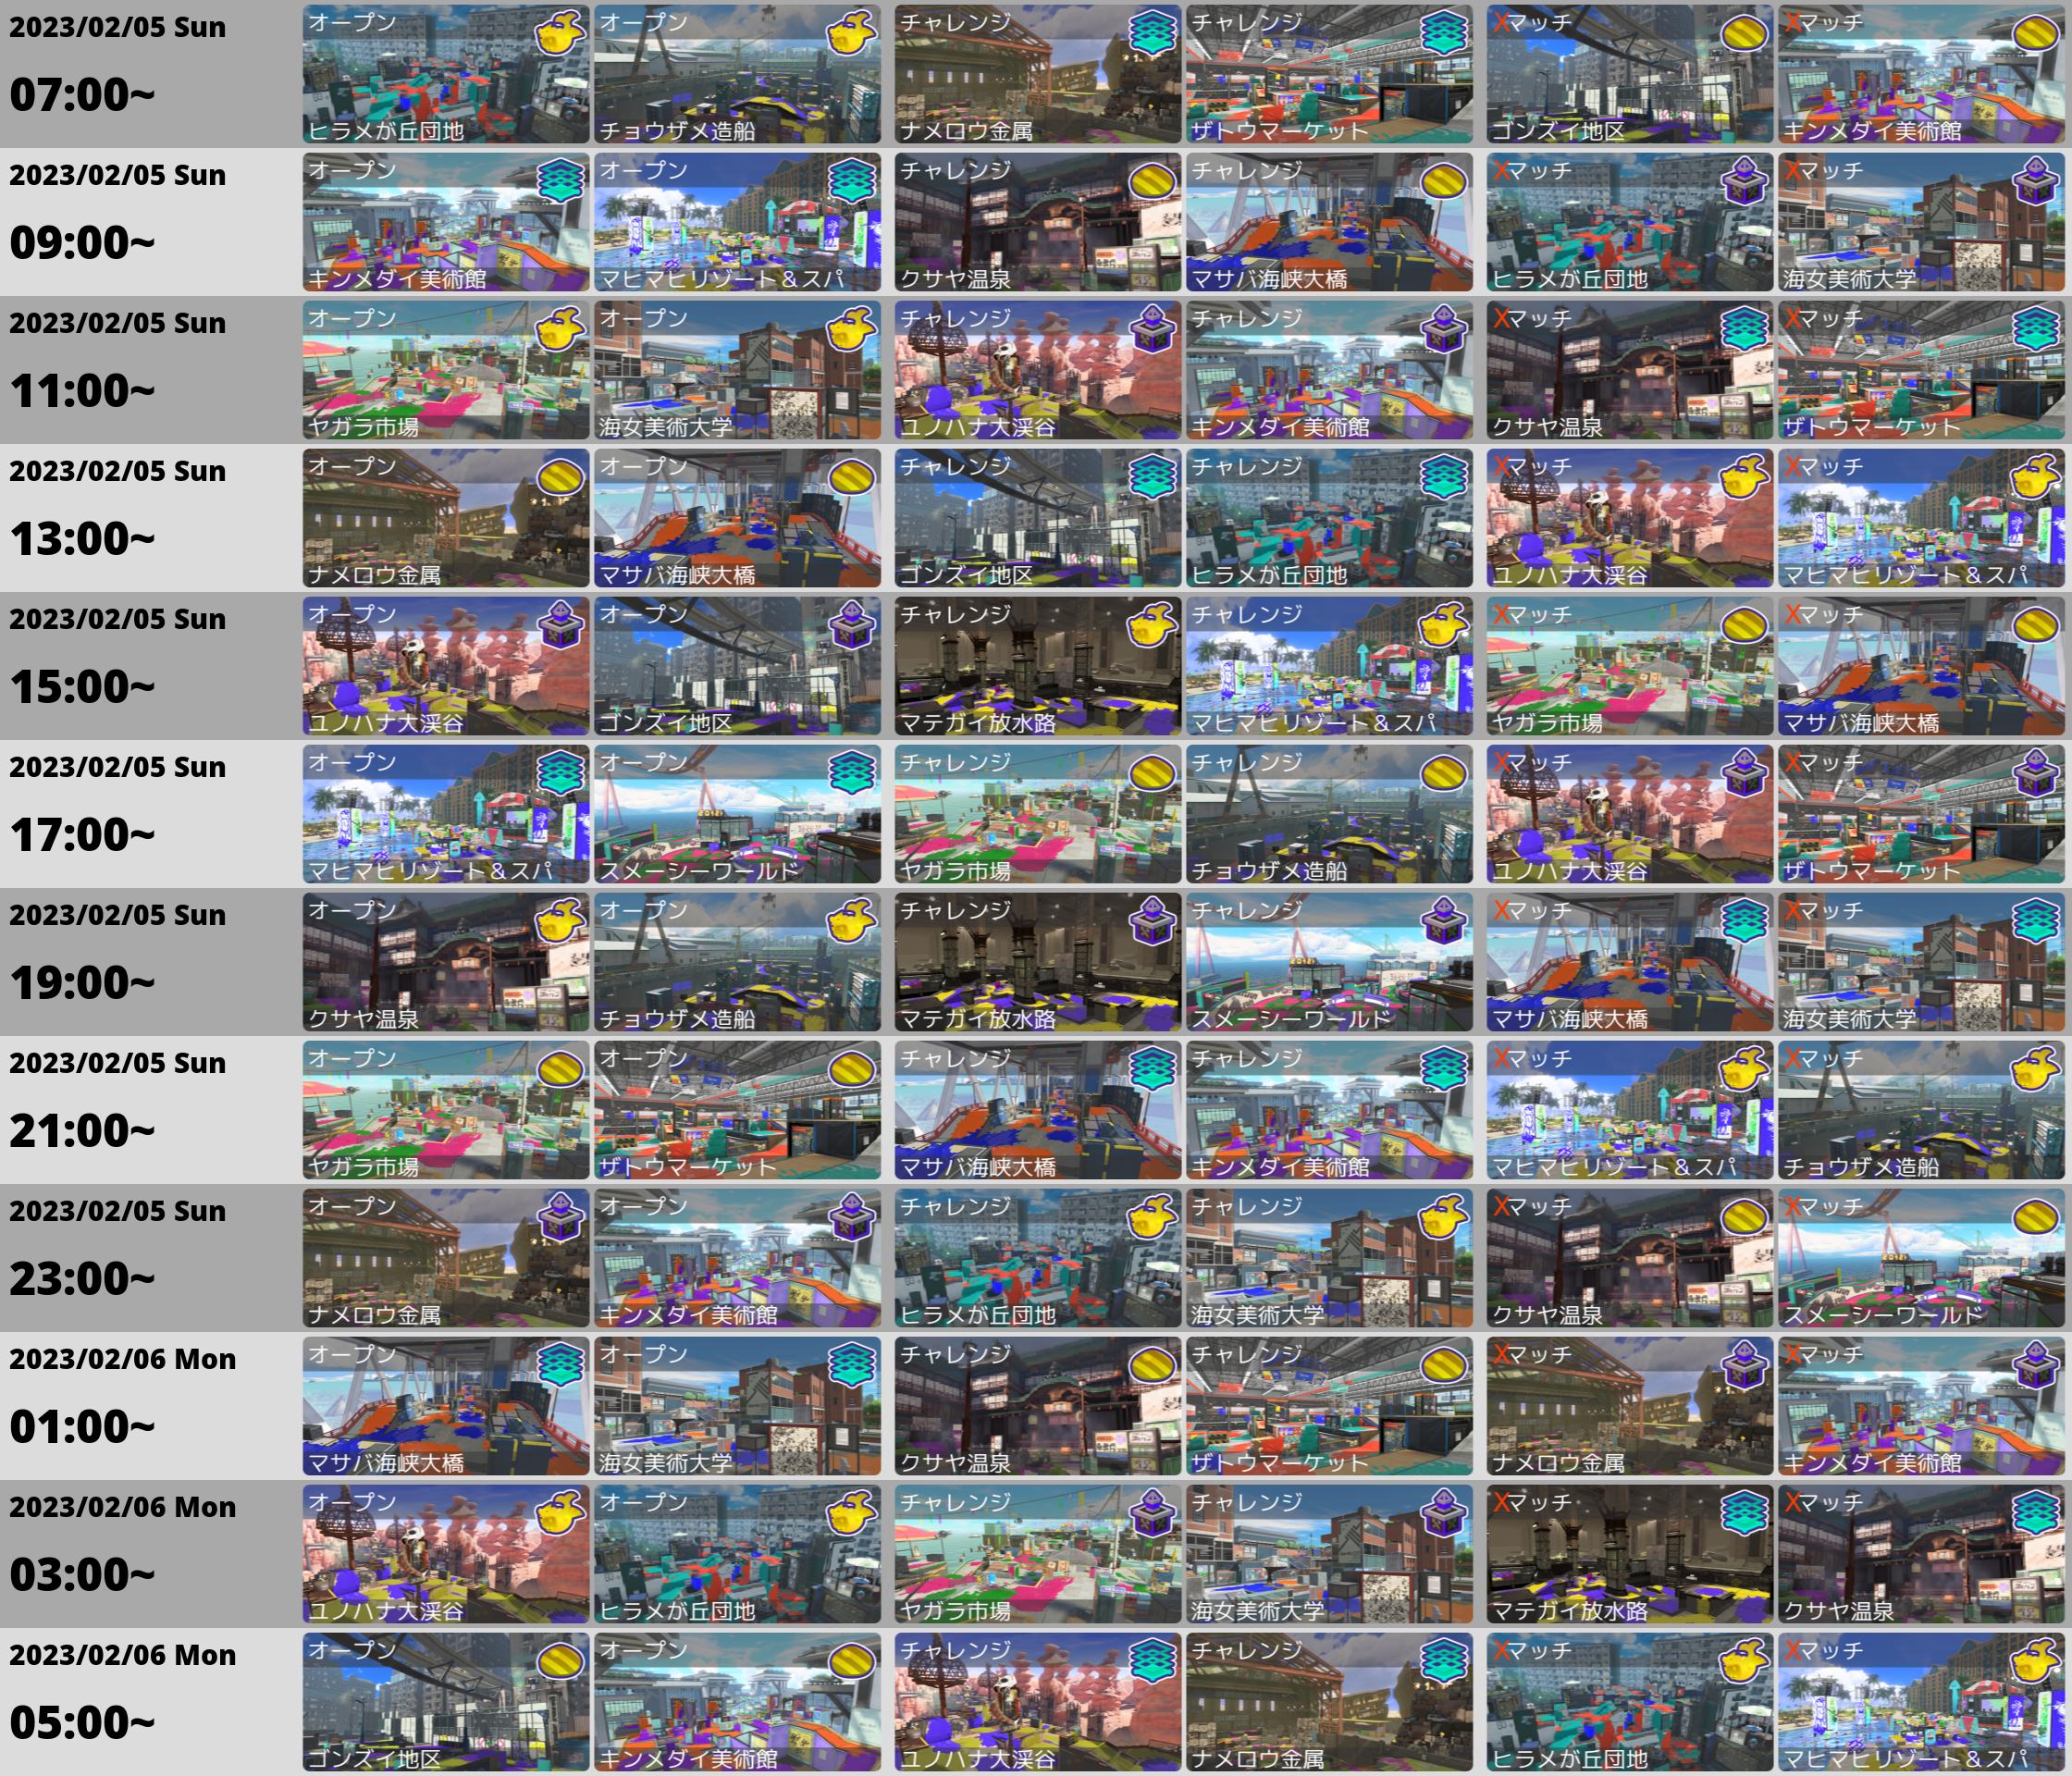 2023/02/05 Sun
07:00~
オープン オープン チャレンジ チャレンジ Xマッチ Xマッチ
ヒラメが丘団地 チョウザメ造船 ナメロウ金属 ザトウマーケット ゴンズイ地区 キンメダイ美術館
2023/02/05 Sun
09:00~
オープン オープン チャレンジ チャレンジ Xマッチ Xマッチ
キンメダイ美術館 マヒマヒリゾート＆スパ クサヤ温泉 マサバ海峡大橋 ヒラメが丘団地 海女美術大学
2023/02/05 Sun
11:00~
オープン オープン チャレンジ チャレンジ Xマッチ Xマッチ
ヤガラ市場 海女美術大学 ユノハナ大渓谷 キンメダイ美術館 クサヤ温泉 ザトウマーケット
2023/02/05 Sun
13:00~
オープン オープン チャレンジ チャレンジ Xマッチ Xマッチ
ナメロウ金属 マサバ海峡大橋 ゴンズイ地区 ヒラメが丘団地 ユノハナ大渓谷 マヒマヒリゾート＆スパ
2023/02/05 Sun
15:00~
オープン オープン チャレンジ チャレンジ Xマッチ Xマッチ
ユノハナ大渓谷 ゴンズイ地区 マテガイ放水路 マヒマヒリゾート＆スパ ヤガラ市場 マサバ海峡大橋
2023/02/05 Sun
17:00~
オープン オープン チャレンジ チャレンジ Xマッチ Xマッチ
マヒマヒリゾート＆スパ スメーシーワールド ヤガラ市場 チョウザメ造船 ユノハナ大渓谷 ザトウマーケット
2023/02/05 Sun
19:00~
オープン オープン チャレンジ チャレンジ Xマッチ Xマッチ
クサヤ温泉 チョウザメ造船 マテガイ放水路 スメーシーワールド マサバ海峡大橋 海女美術大学
2023/02/05 Sun
21:00~
オープン オープン チャレンジ チャレンジ Xマッチ Xマッチ
ヤガラ市場 ザトウマーケット マサバ海峡大橋 キンメダイ美術館 マヒマヒリゾート＆スパ チョウザメ造船
2023/02/05 Sun
23:00~
オープン オープン チャレンジ チャレンジ Xマッチ Xマッチ
ナメロウ金属 キンメダイ美術館 ヒラメが丘団地 海女美術大学 クサヤ温泉 スメーシーワールド
2023/02/06 Mon
01:00~
オープン オープン チャレンジ チャレンジ Xマッチ Xマッチ
マサバ海峡大橋 海女美術大学 クサヤ温泉 ザトウマーケット ナメロウ金属 キンメダイ美術館
2023/02/06 Mon
03:00~
オープン オープン チャレンジ チャレンジ Xマッチ Xマッチ
ユノハナ大渓谷 ヒラメが丘団地 ヤガラ市場 海女美術大学 マテガイ放水路 クサヤ温泉
2023/02/06 Mon
05:00~
オープン オープン チャレンジ チャレンジ Xマッチ Xマッチ
ゴンズイ地区 キンメダイ美術館 ユノハナ大渓谷 ナメロウ金属 ヒラメが丘団地 マヒマヒリゾート＆スパ